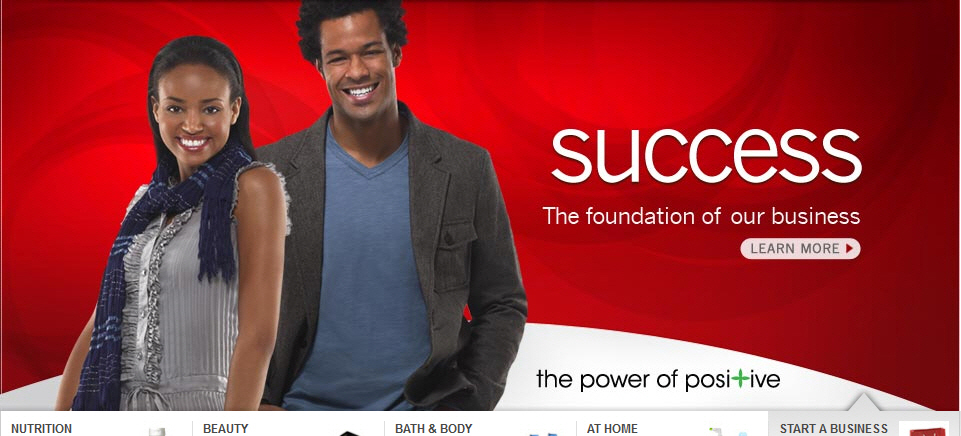 success
The foundation of our business
LEARN MORE
the power of positive
NUTRITION
BEAUTY
BATH & BODY
AT HOME
START A BUSINESS